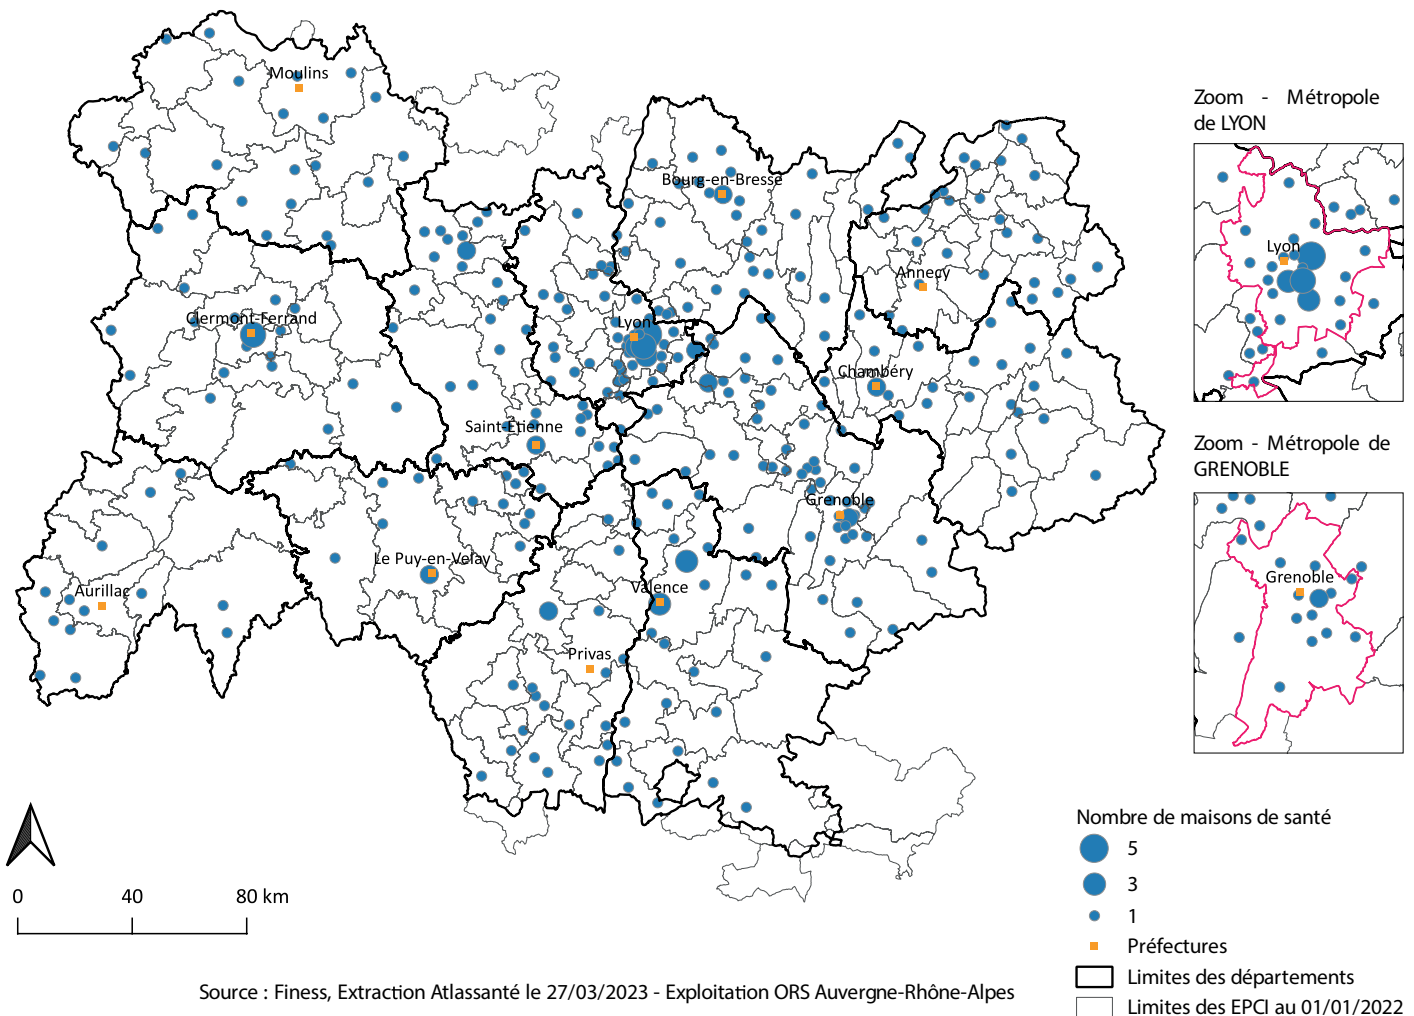 Moulins
Bourg-en-Bresse
Annecy
Clermont-Ferrand
Lyon
Chambéry
Saint-Étienne
Grenoble
Le Puy-en-Velay
Aurillac
Valence
Privas
Zoom - Métropole
de LYON
Lyon
Zoom - Métropole de
GRENOBLE
Grenoble
Nombre de maisons de santé
5
3
1
Préfectures
Limites des départements
Limites des EPCI au 01/01/2022
0 40 80 km
Source : Finess, Extraction Atlassanté le 27/03/2023 - Exploitation ORS Auvergne-Rhône-Alpes